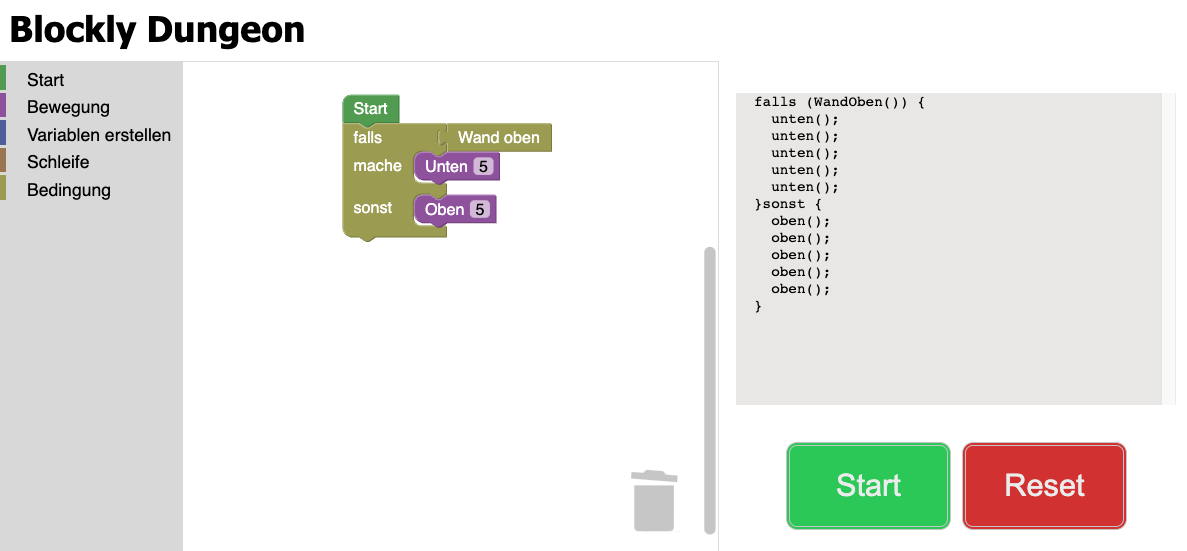 Blockly Dungeon
Start
Bewegung
Variablen erstellen
Schleife
Bedingung
Start
falls Wand oben
mache Unten 5
sonst Oben 5
falls (WandOben()) {
  unten();
  unten();
  unten();
  unten();
  unten();
}sonst {
  oben();
  oben();
  oben();
  oben();
  oben();
}
Start Reset